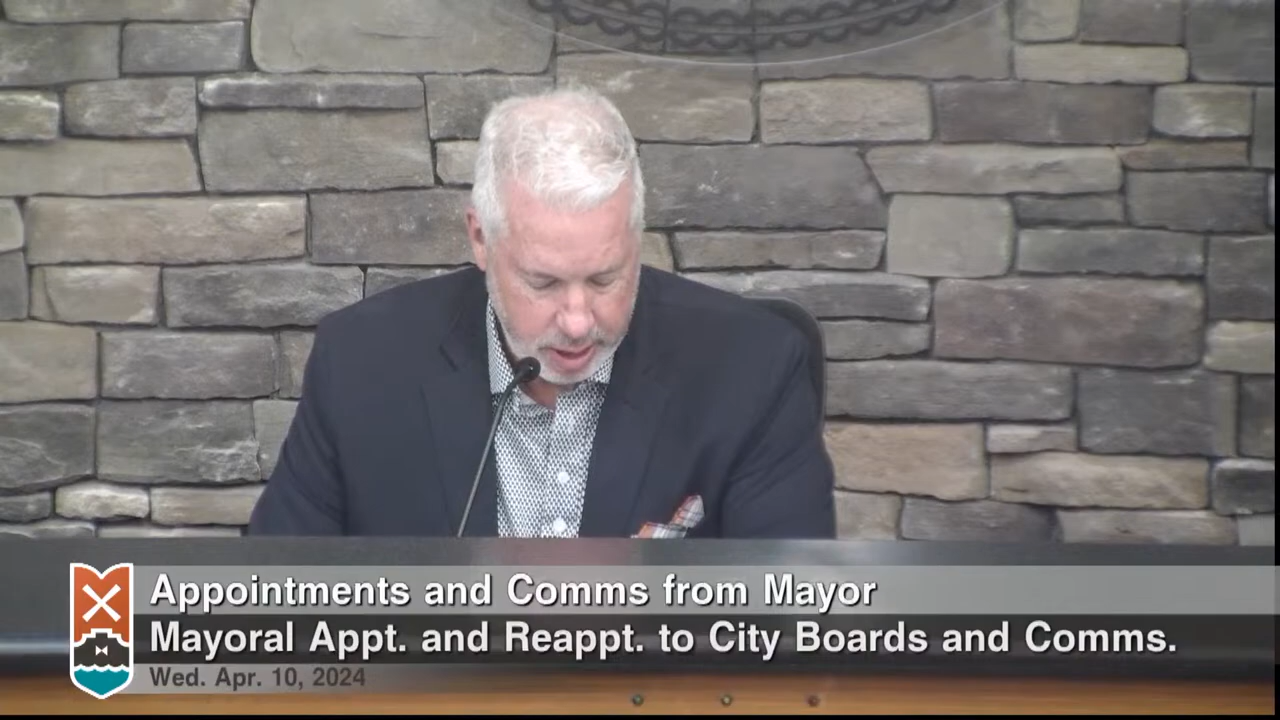 Appointments and Comms from Mayor
Mayoral Appt. and Reappt. to City Boards and Comms.
Wed. Apr. 10, 2024